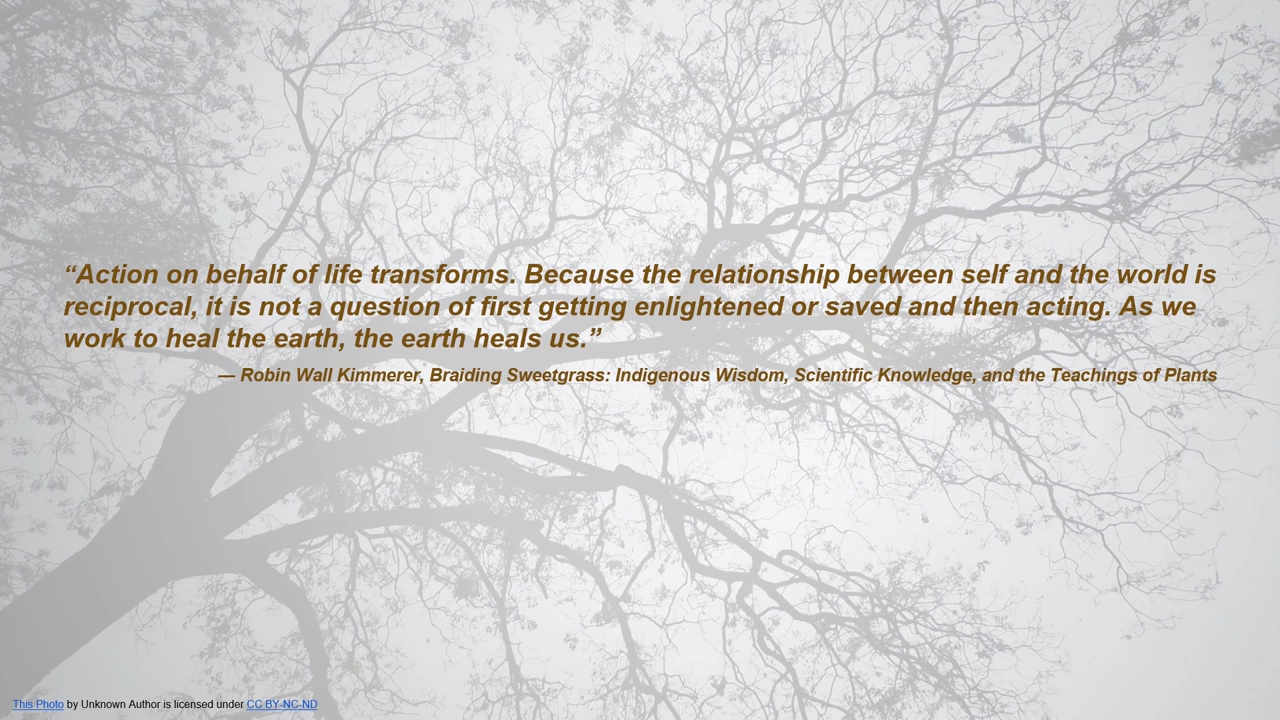 “Action on behalf of life transforms. Because the relationship between self and the world is
reciprocal, it is not a question of first getting enlightened or saved and then acting. As we
work to heal the earth, the earth heals us.”
— Robin Wall Kimmerer, Braiding Sweetgrass: Indigenous Wisdom, Scientific Knowledge, and the Teachings of Plants
This Photo by Unknown Author is licensed under CC BY-NC-ND